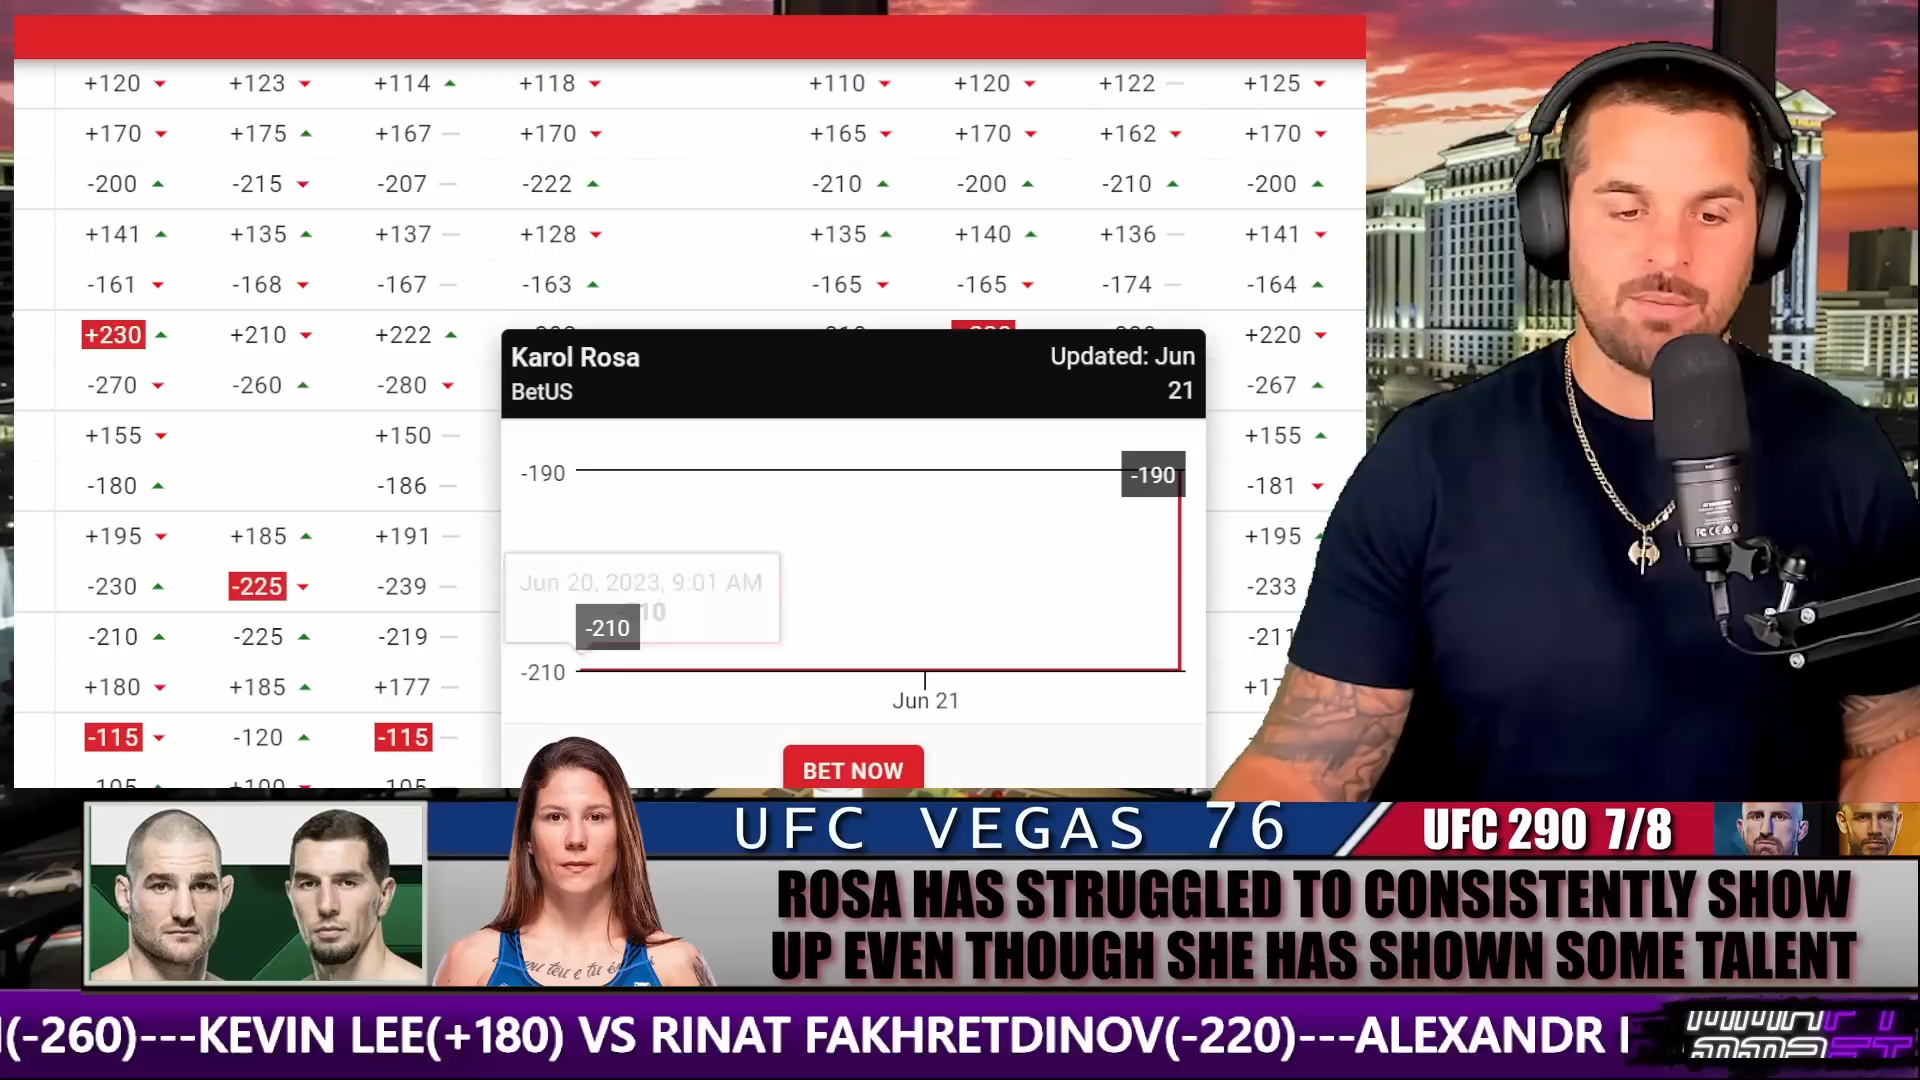 +120 +123 +114 +118 +110 +120 +122 +125
+170 +175 +167 +170 +165 +170 +162 +170
-200 -215 -207 -222 -210 -200 -210 -200
+141 +135 +137 +128 +135 +140 +136 +141
-161 -168 -167 -163 -165 -165 -174 -164
+230 +210 +222 +220
-270 -260 -280 -267
+155 +150 +155
-180 -186 -181
+195 +185 +191 +195
-230 -225 -239 -233
-210 -225 -219 -211
+180 +185 +177
-115 -120 -115
Karol Rosa
BetUS
Updated: Jun
21
-190
-190
Jun 20, 2023, 9:01 AM
-210
-210
Jun 21
BET NOW
UFC VEGAS 76
UFC 290 7/8
ROSA HAS STRUGGLED TO CONSISTENTLY SHOW
UP EVEN THOUGH SHE HAS SHOWN SOME TALENT
(-260)---KEVIN LEE(+180) VS RINAT FAKHRETDINOV(-220)---ALEXANDR